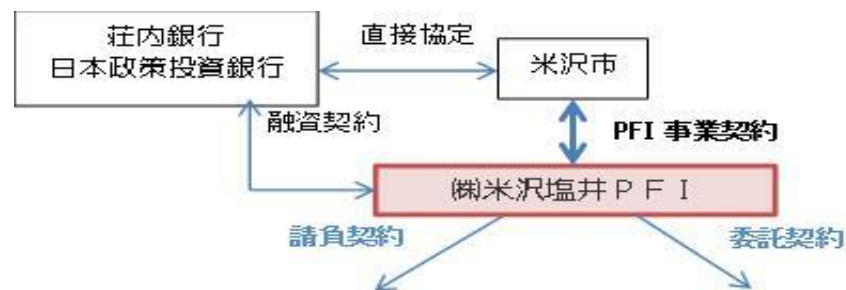 荘内銀行
日本政策投資銀行
直接協定
米沢市
融資契約
PFI 事業契約
㈱米沢塩井ＰＦＩ
請負契約
委託契約